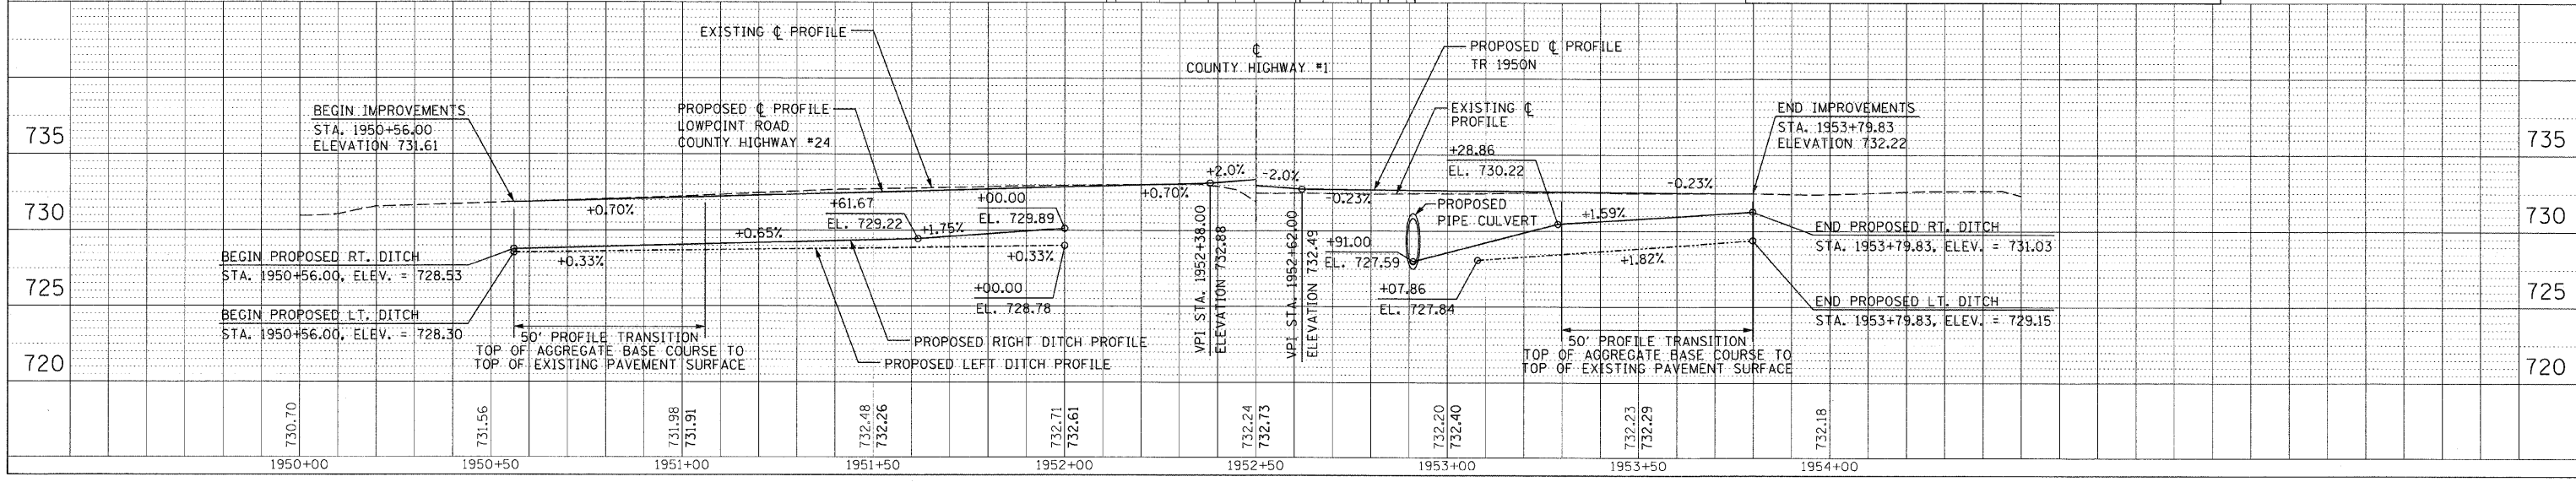 EXISTING ℄ PROFILE
℄
COUNTY HIGHWAY #1
PROPOSED ℄ PROFILE
TR 1950N
BEGIN IMPROVEMENTS
STA. 1950+56.00
ELEVATION 731.61
PROPOSED ℄ PROFILE
LOWPOINT ROAD
COUNTY HIGHWAY #24
EXISTING ℄
PROFILE
END IMPROVEMENTS
STA. 1953+79.83
ELEVATION 732.22
735
735
+28.86
EL. 730.22
+2.0%
-2.0%
+0.70%
+0.70%
-0.23%
-0.23%
730
730
+61.67
EL. 729.22
+00.00
EL. 729.89
PROPOSED
PIPE CULVERT
+1.59%
+0.65%
+1.75%
+0.33%
+0.33%
+91.00
EL. 727.59
+1.82%
BEGIN PROPOSED RT. DITCH
STA. 1950+56.00, ELEV. = 728.53
END PROPOSED RT. DITCH
STA. 1953+79.83, ELEV. = 731.03
725
725
+00.00
EL. 728.78
+07.86
EL. 727.84
VPI STA. 1952+38.00
ELEVATION 732.88
VPI STA. 1952+62.00
ELEVATION 732.49
BEGIN PROPOSED LT. DITCH
STA. 1950+56.00, ELEV. = 728.30
END PROPOSED LT. DITCH
STA. 1953+79.83, ELEV. = 729.15
50' PROFILE TRANSITION
TOP OF AGGREGATE BASE COURSE TO
TOP OF EXISTING PAVEMENT SURFACE
PROPOSED RIGHT DITCH PROFILE
PROPOSED LEFT DITCH PROFILE
50' PROFILE TRANSITION
TOP OF AGGREGATE BASE COURSE TO
TOP OF EXISTING PAVEMENT SURFACE
720
720
730.70
731.56
731.98
731.91
732.48
732.26
732.71
732.61
732.24
732.73
732.20
732.40
732.23
732.29
732.18
1950+00
1950+50
1951+00
1951+50
1952+00
1952+50
1953+00
1953+50
1954+00